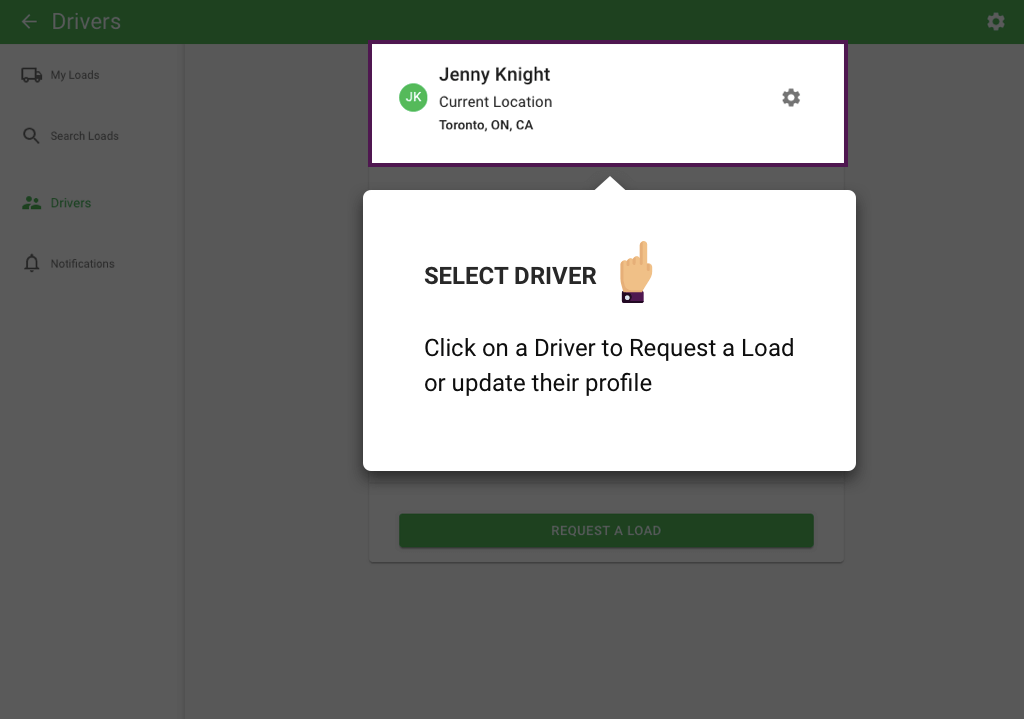 Drivers
My Loads
Search Loads
Drivers
Notifications
JK
Jenny Knight
Current Location
Toronto, ON, CA
SELECT DRIVER
Click on a Driver to Request a Load
or update their profile
REQUEST A LOAD